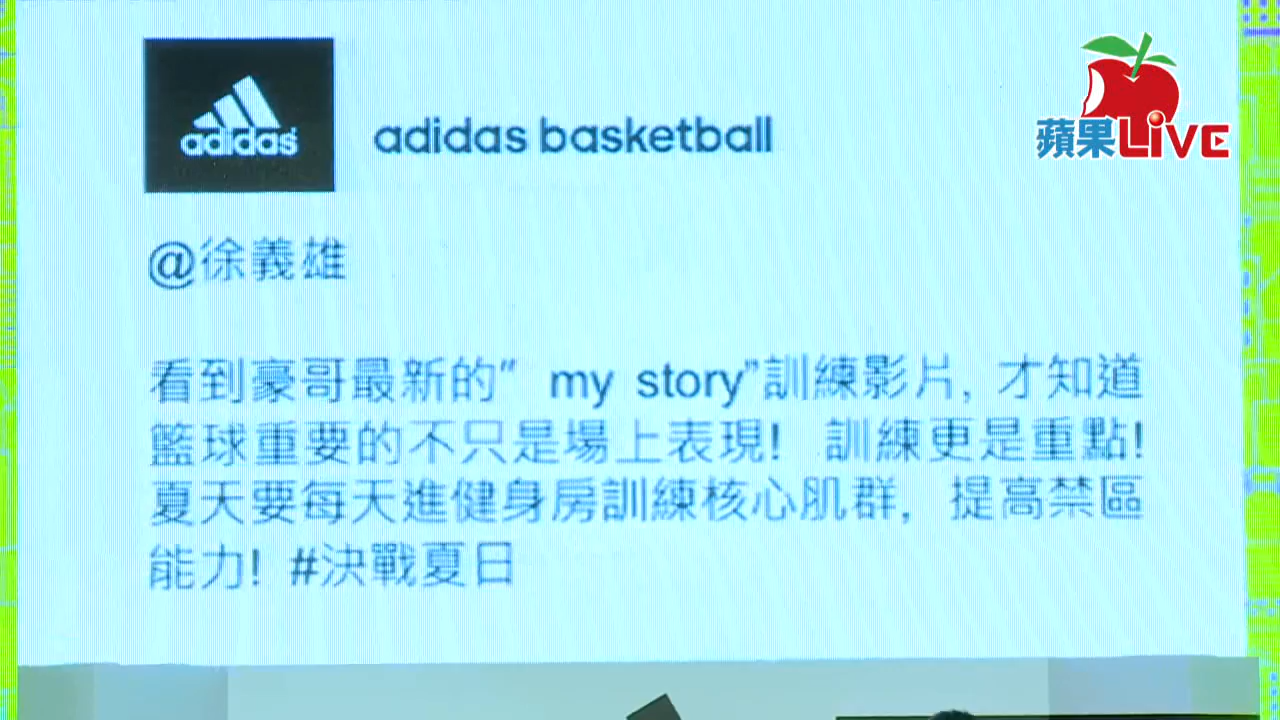 adidas
adidas basketball
蘋果LIVE
@徐義雄
看到豪哥最新的" my story"訓練影片, 才知道
籃球重要的不只是場上表現! 訓練更是重點!
夏天要每天進健身房訓練核心肌群, 提高禁區
能力! #決戰夏日